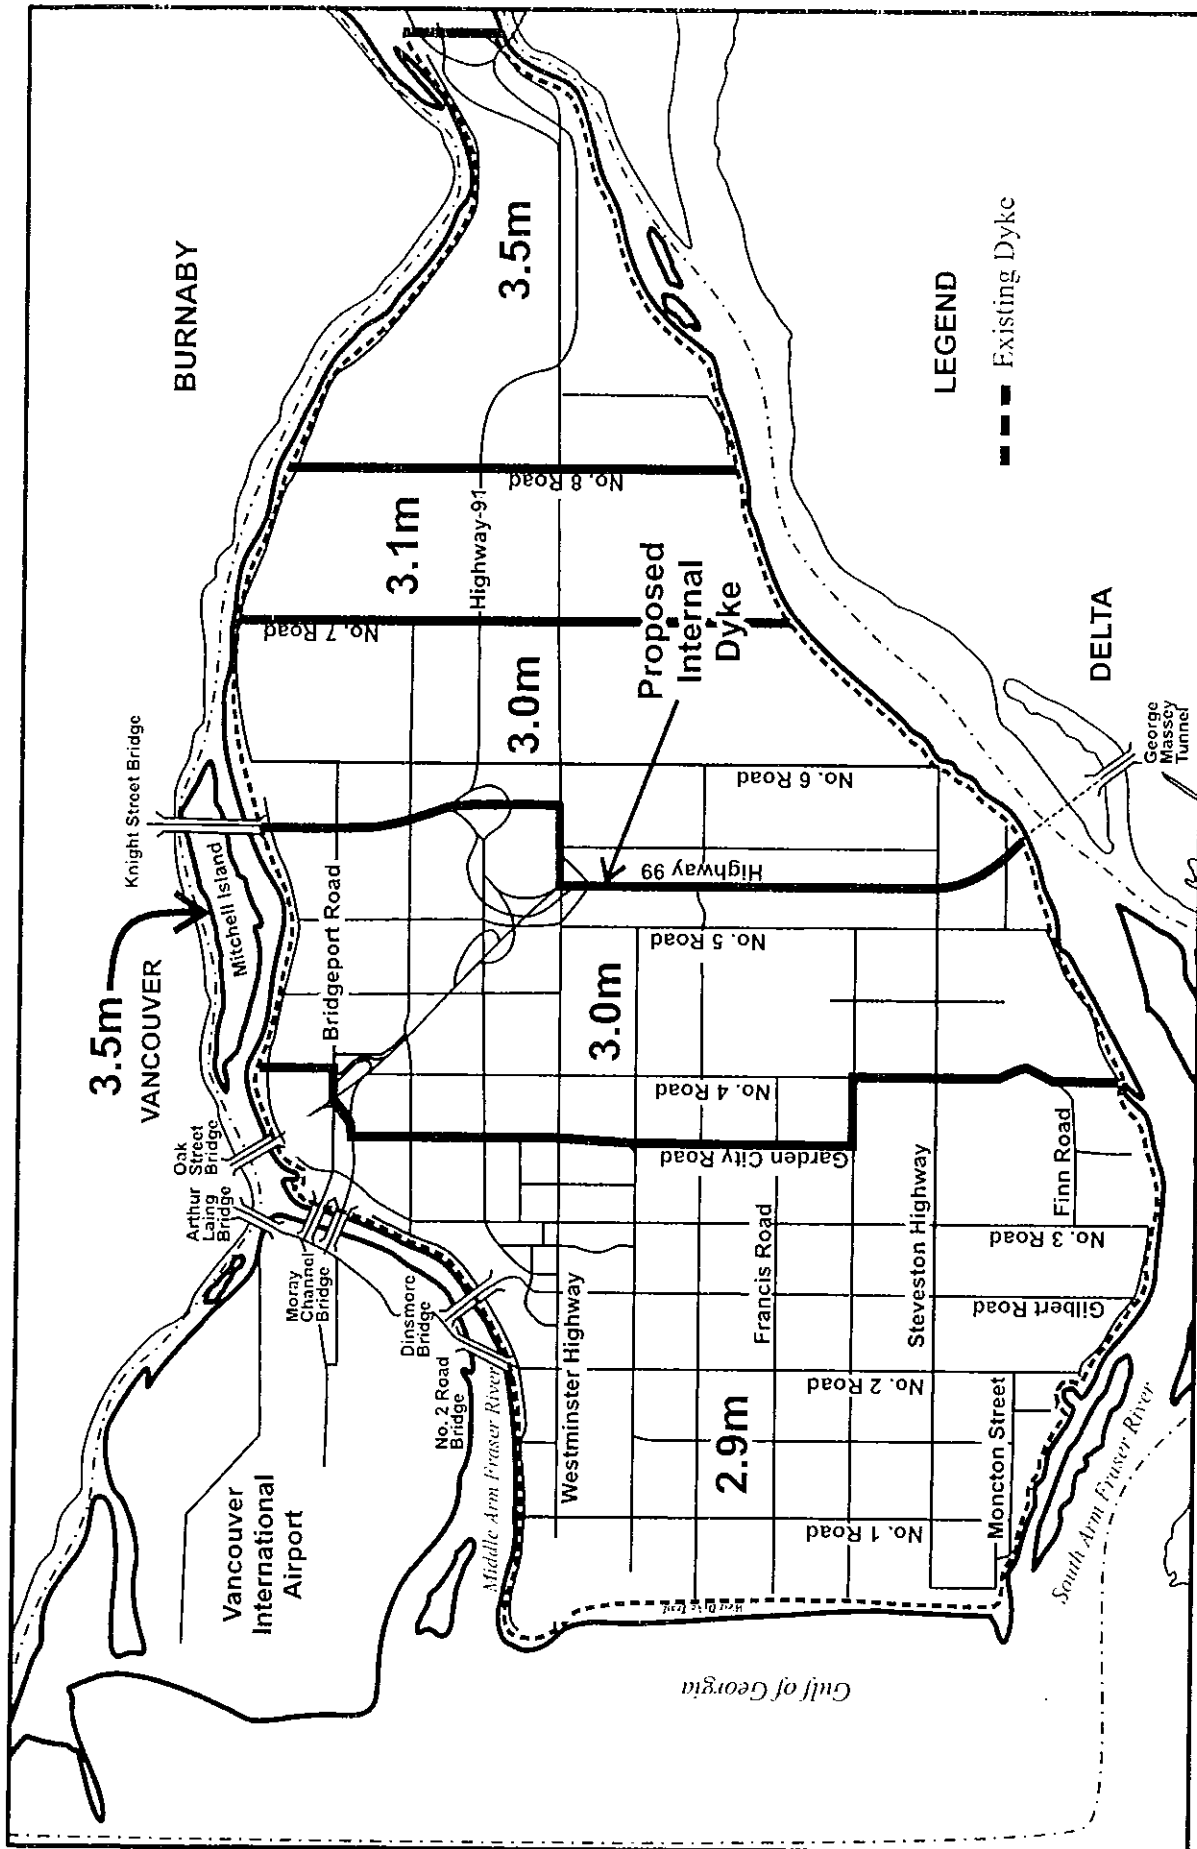 BURNABY
3.5m
VANCOUVER
Knight Street Bridge
Mitchell Island
Oak
Street
Bridge
Arthur
Laing
Bridge
Moray
Channel
Bridge
Dinsmore
Bridge
No. 2 Road
Bridge
Vancouver
International
Airport
Middle Arm Fraser River
Bridgeport Road
3.5m
3.1m
3.0m
3.0m
2.9m
Highway-91
No. 8 Road
No. 7 Road
Proposed
Internal
Dyke
No. 6 Road
Highway 99
No. 5 Road
No. 4 Road
Garden City Road
No. 3 Road
Gilbert Road
No. 2 Road
No. 1 Road
Westminster Highway
Francis Road
Steveston Highway
Finn Road
Moncton Street
West Dyke Trail
Gulf of Georgia
South Arm Fraser River
George
Massey
Tunnel
DELTA
LEGEND
Existing Dyke